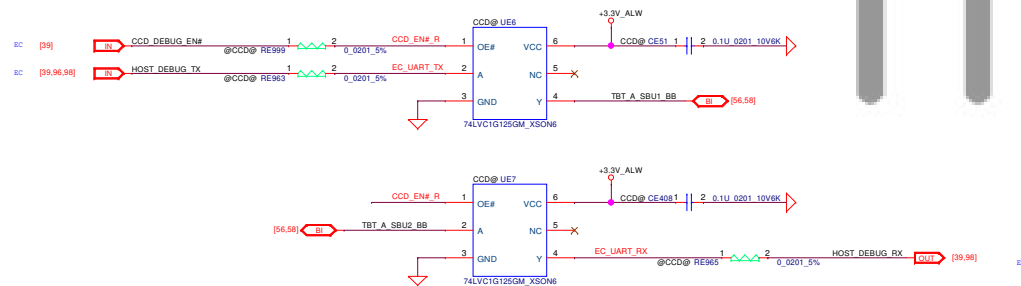 CCD@ UE6
+3.3V_ALW
EC [39] IN CCD_DEBUG_EN# 1 2 CCD_EN#_R 1 OE# VCC 6 CCD@ CE51 1 2 0.1U_0201_10V6K
@CCD@ RE999 0_0201_5%
EC [39,96,98] IN HOST_DEBUG_TX 1 2 EC_UART_TX 2 A NC 5
@CCD@ RE963 0_0201_5%
3 GND Y 4 TBT_A_SBU1_BB BI [56,58]
74LVC1G125GM_XSON6
CCD@ UE7
+3.3V_ALW
CCD_EN#_R 1 OE# VCC 6 CCD@ CE408 1 2 0.1U_0201_10V6K
[56,58] BI TBT_A_SBU2_BB 2 A NC 5
3 GND Y 4 EC_UART_RX 1 2 HOST_DEBUG_RX OUT [39,98] E
@CCD@ RE965 0_0201_5%
74LVC1G125GM_XSON6